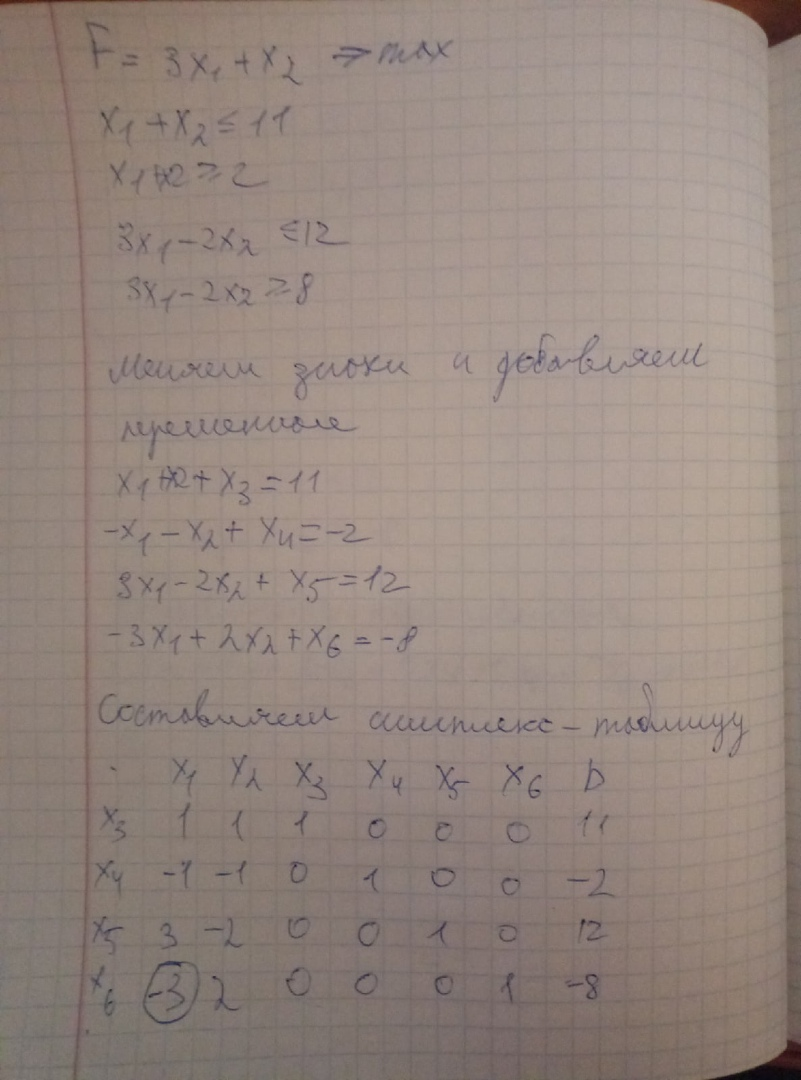 F = 3x₁ + x₂ ⇒ max
x₁ + x₂ ≤ 11
x₁ + x₂ ≥ 2
3x₁ - 2x₂ ≤ 12
3x₁ - 2x₂ ≥ 8
Меняем знаки и добавляем
переменные
x₁ + x₂ + x₃ = 11
-x₁ - x₂ + x₄ = -2
3x₁ - 2x₂ + x₅ = 12
-3x₁ + 2x₂ + x₆ = -8
Составляем симплекс-таблицу
x₁ x₂ x₃ x₄ x₅ x₆ b
x₃ 1 1 1 0 0 0 11
x₄ -1 -1 0 1 0 0 -2
x₅ 3 -2 0 0 1 0 12
x₆ -3 2 0 0 0 1 -8